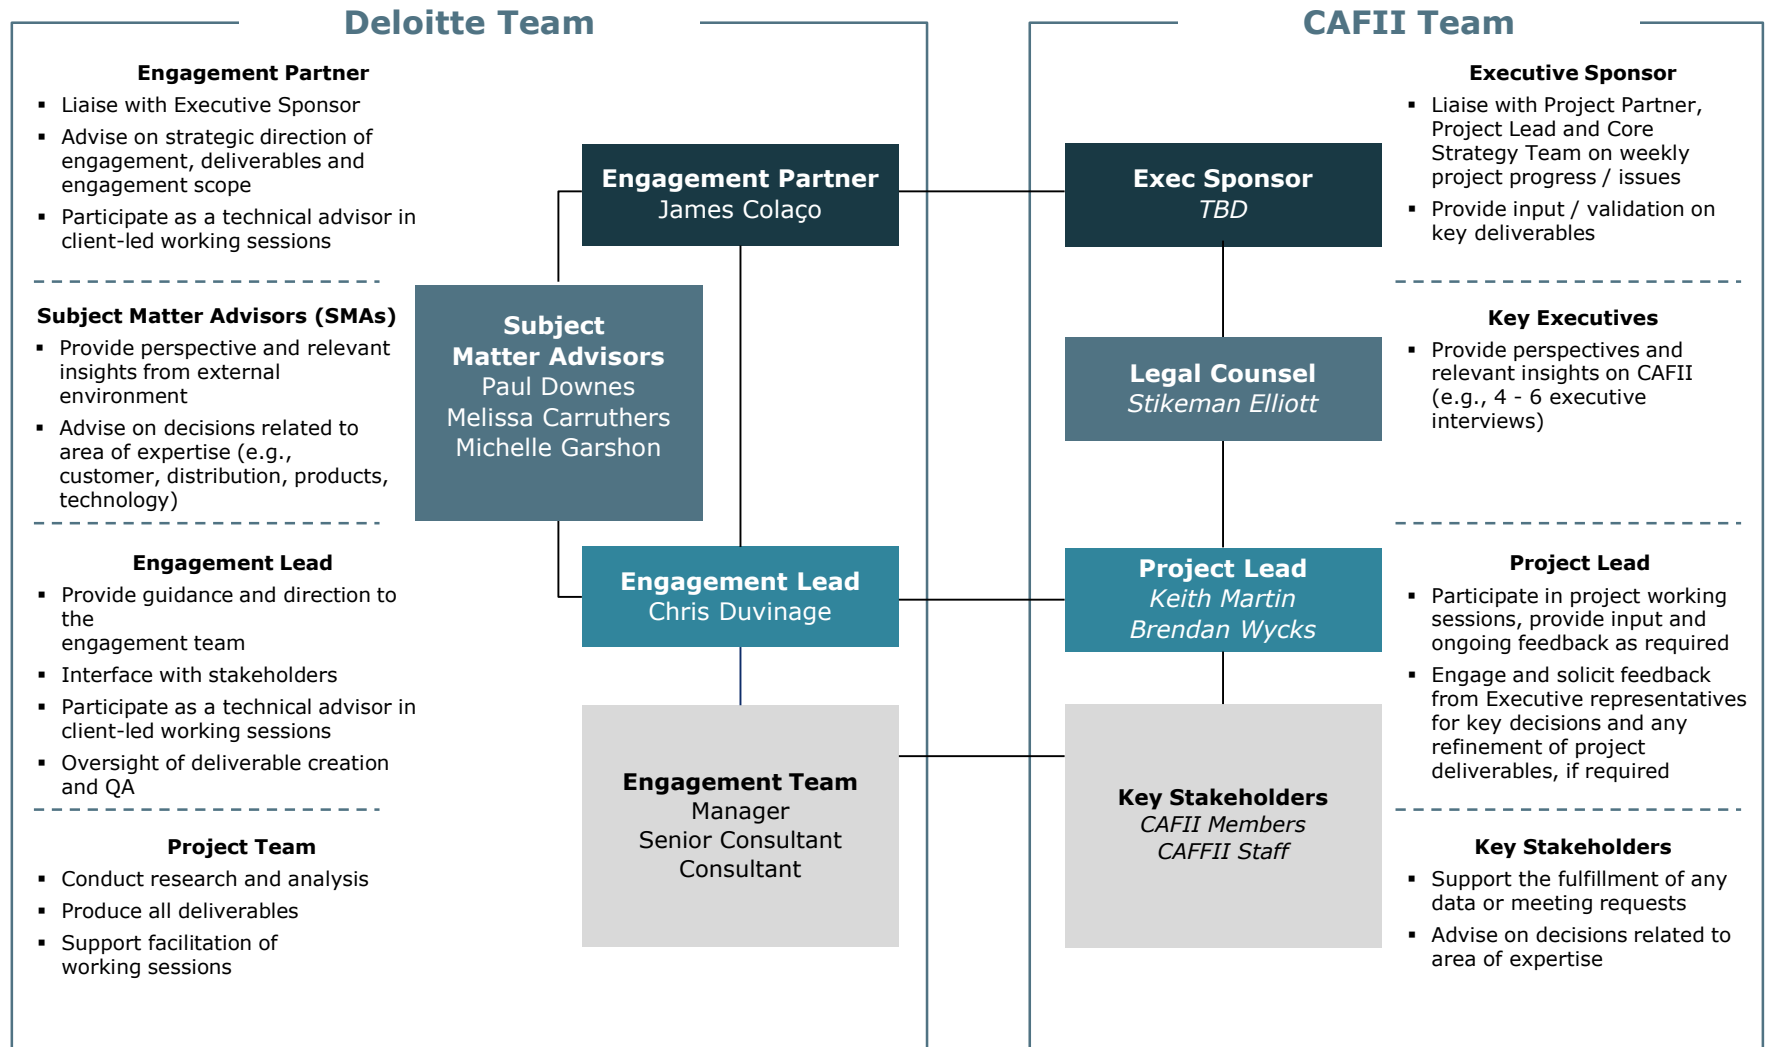 Deloitte Team
Engagement Partner
▪ Liaise with Executive Sponsor
▪ Advise on strategic direction of
engagement, deliverables and
engagement scope
▪ Participate as a technical advisor in
client-led working sessions
Subject Matter Advisors (SMAs)
▪ Provide perspective and relevant
insights from external
environment
▪ Advise on decisions related to
area of expertise (e.g.,
customer, distribution, products,
technology)
Engagement Lead
▪ Provide guidance and direction to
the
engagement team
▪ Interface with stakeholders
▪ Participate as a technical advisor in
client-led working sessions
▪ Oversight of deliverable creation
and QA
Project Team
▪ Conduct research and analysis
▪ Produce all deliverables
▪ Support facilitation of
working sessions
Engagement Partner
James Colaço
Subject
Matter Advisors
Paul Downes
Melissa Carruthers
Michelle Garshon
Engagement Lead
Chris Duvinage
Engagement Team
Manager
Senior Consultant
Consultant
CAFII Team
Exec Sponsor
TBD
Legal Counsel
Stikeman Elliott
Project Lead
Keith Martin
Brendan Wycks
Key Stakeholders
CAFII Members
CAFFII Staff
Executive Sponsor
▪ Liaise with Project Partner,
Project Lead and Core
Strategy Team on weekly
project progress / issues
▪ Provide input / validation on
key deliverables
Key Executives
▪ Provide perspectives and
relevant insights on CAFII
(e.g., 4 - 6 executive
interviews)
Project Lead
▪ Participate in project working
sessions, provide input and
ongoing feedback as required
▪ Engage and solicit feedback
from Executive representatives
for key decisions and any
refinement of project
deliverables, if required
Key Stakeholders
▪ Support the fulfillment of any
data or meeting requests
▪ Advise on decisions related to
area of expertise